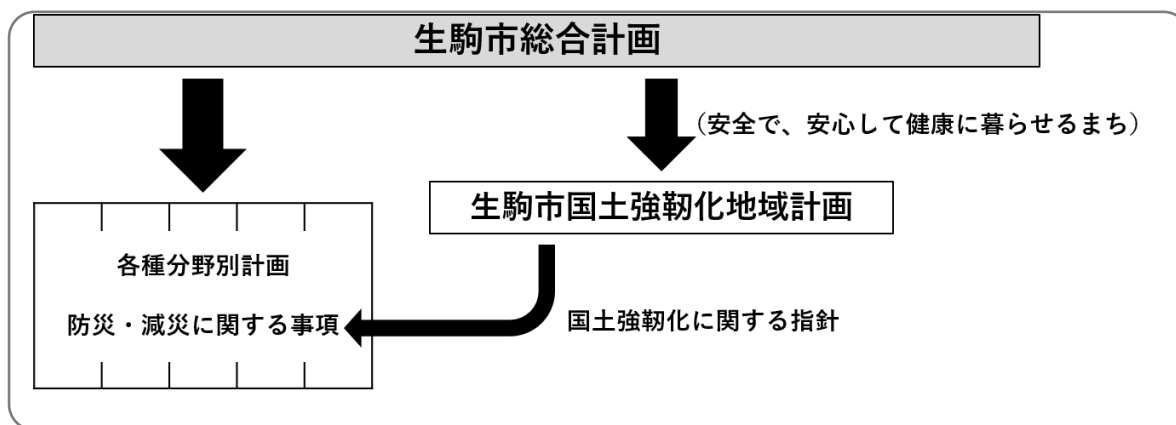 生駒市総合計画
（安全で、安心して健康に暮らせるまち）
生駒市国土強靭化地域計画
各種分野別計画
防災・減災に関する事項
国土強靭化に関する指針